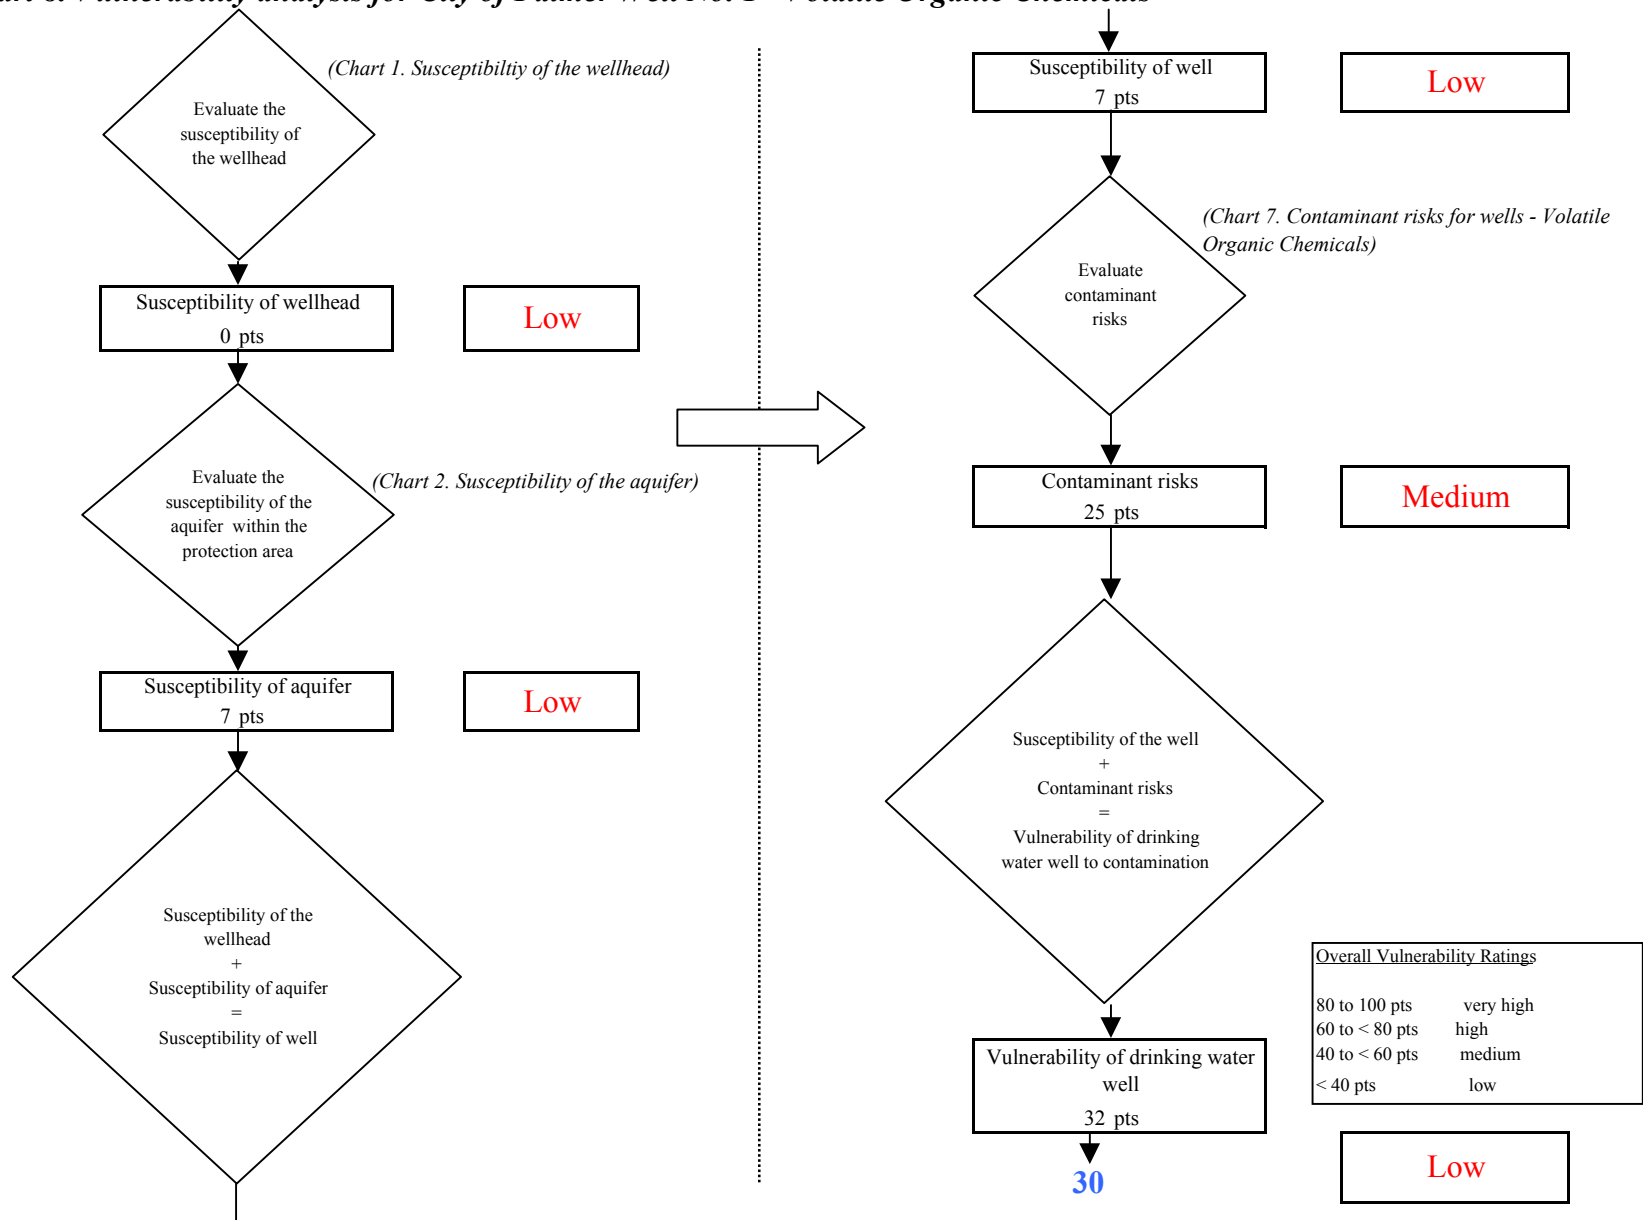 (Chart 1. Susceptibiltiy of the wellhead)
Evaluate the
susceptibility of
the wellhead
Susceptibility of wellhead
0 pts
Low
Evaluate the
susceptibility of the
aquifer within the
protection area
(Chart 2. Susceptibility of the aquifer)
Susceptibility of aquifer
7 pts
Low
Susceptibility of the
wellhead
+
Susceptibility of aquifer
=
Susceptibility of well
Susceptibility of well
7 pts
Low
(Chart 7. Contaminant risks for wells - Volatile
Organic Chemicals)
Evaluate
contaminant
risks
Contaminant risks
25 pts
Medium
Susceptibility of the well
+
Contaminant risks
=
Vulnerability of drinking
water well to contamination
Overall Vulnerability Ratings
80 to 100 pts very high
60 to < 80 pts high
40 to < 60 pts medium
< 40 pts low
Vulnerability of drinking water
well
32 pts
30
Low